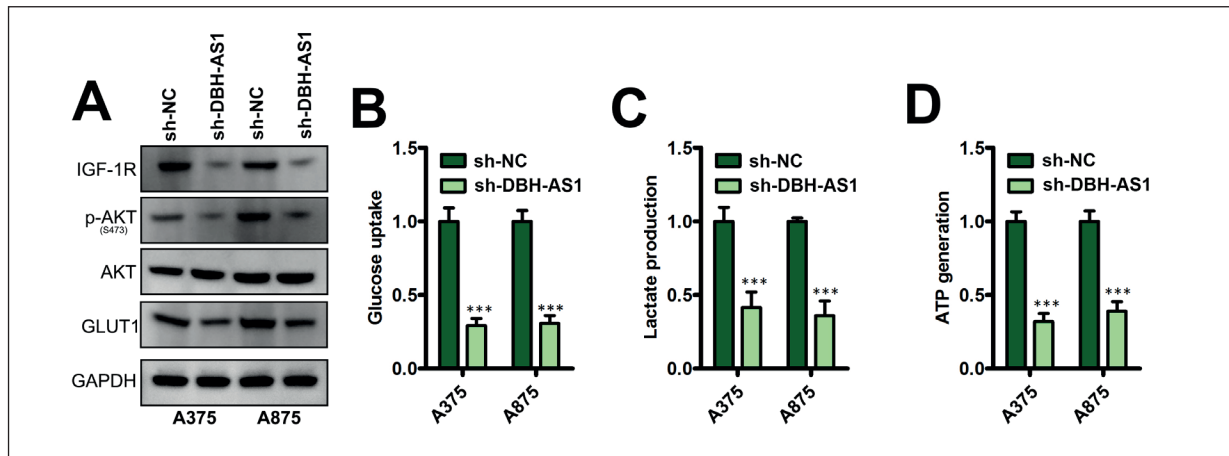 A
sh-NC
sh-DBH-AS1
sh-NC
sh-DBH-AS1
IGF-1R
p-AKT
(S473)
AKT
GLUT1
GAPDH
A375 A875
B
Glucose uptake
1.5
1.0
0.5
0.0
sh-NC
sh-DBH-AS1
***
***
A375
A875
C
Lactate production
1.5
1.0
0.5
0.0
sh-NC
sh-DBH-AS1
***
***
A375
A875
D
ATP generation
1.5
1.0
0.5
0.0
sh-NC
sh-DBH-AS1
***
***
A375
A875